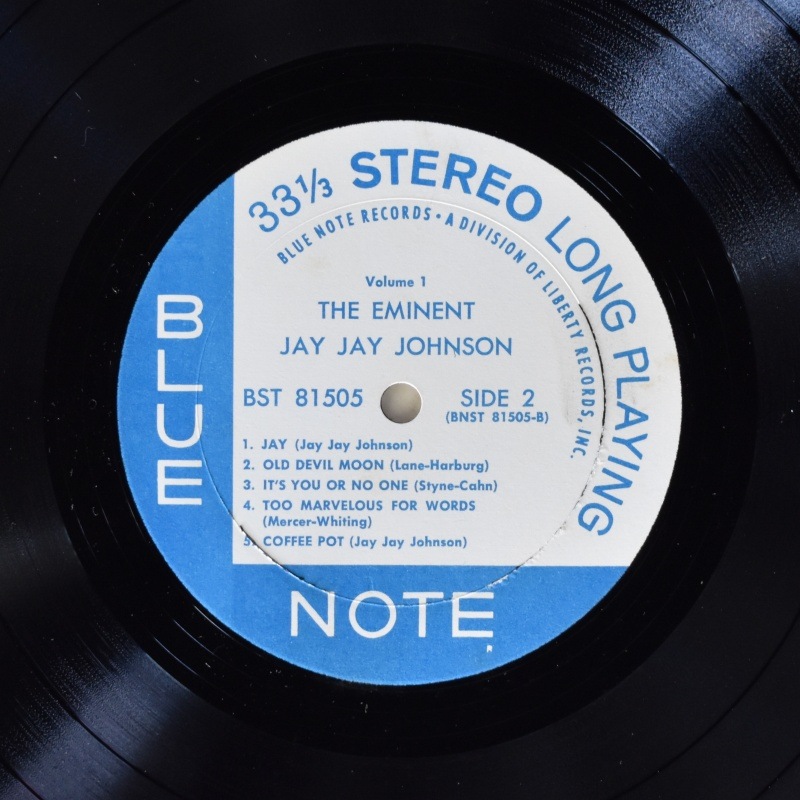 33⅓ STEREO LONG PLAYING
BLUE NOTE RECORDS • A DIVISION OF LIBERTY RECORDS, INC.
Volume 1
THE EMINENT
JAY JAY JOHNSON
BST 81505
SIDE 2
(BNST 81505-B)
1. JAY (Jay Jay Johnson)
2. OLD DEVIL MOON (Lane-Harburg)
3. IT'S YOU OR NO ONE (Styne-Cahn)
4. TOO MARVELOUS FOR WORDS
(Mercer-Whiting)
5. COFFEE POT (Jay Jay Johnson)
BLUE
NOTE